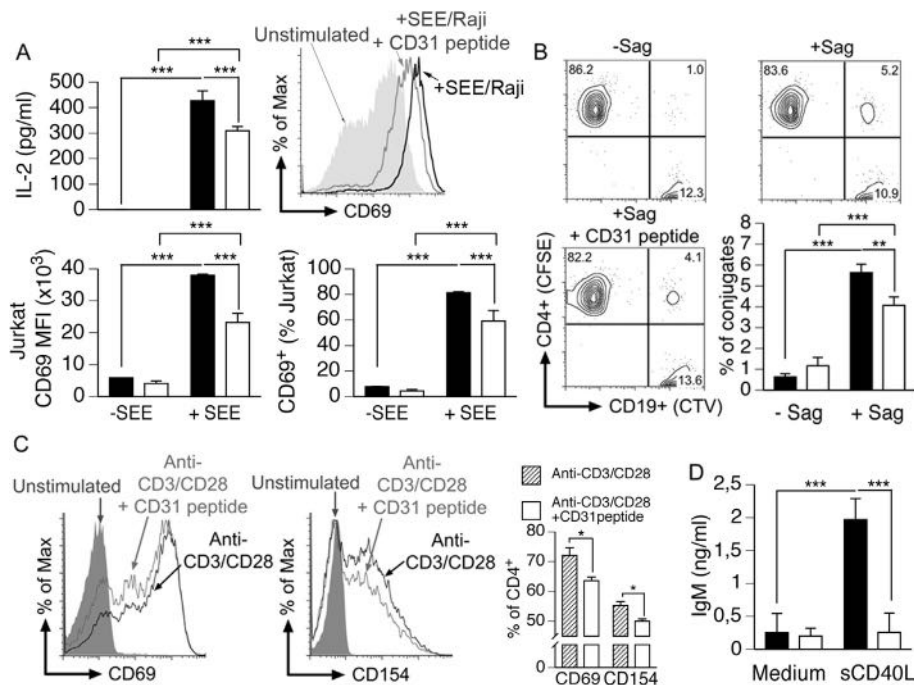 A
***
***
***
IL-2 (pg/ml)
500
400
300
200
100
0
Unstimulated
+SEE/Raji
+ CD31 peptide
+SEE/Raji
% of Max
CD69
***
***
***
Jurkat
CD69 MFI (x10³)
40
30
20
10
0
-SEE
+ SEE
***
***
***
CD69⁺ (% Jurkat)
100
80
60
40
20
0
-SEE
+ SEE
B
-Sag
86.2
1.0
12.3
+Sag
83.6
5.2
10.9
+Sag
+ CD31 peptide
82.2
4.1
13.6
CD4+ (CFSE)
CD19+ (CTV)
***
***
**
% of conjugates
8
7
6
5
4
3
2
1
0
- Sag
+ Sag
C
Unstimulated
Anti-
CD3/CD28
+ CD31 peptide
Anti-
CD3/CD28
% of Max
CD69
Unstimulated
Anti-
CD3/CD28
+ CD31 peptide
Anti-
CD3/CD28
% of Max
CD154
Anti-CD3/CD28
Anti-CD3/CD28
+CD31peptide
% of CD4⁺
80
70
60
50
0
*
*
CD69
CD154
D
***
***
IgM (ng/ml)
2,5
2
1,5
1
0,5
0
Medium
sCD40L